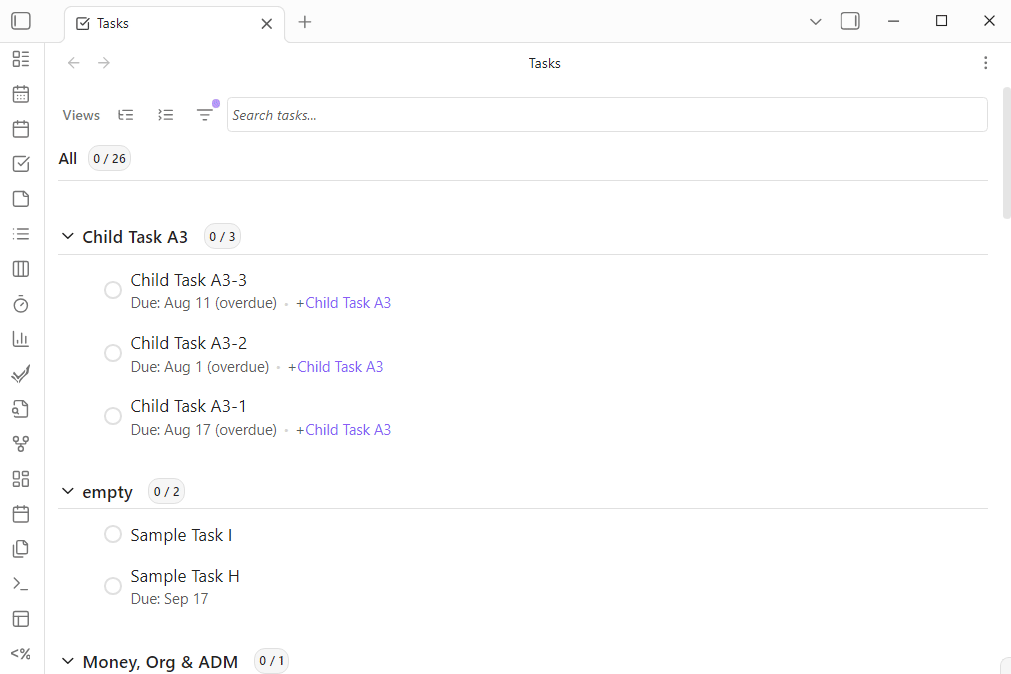 Tasks
Tasks
Views
Search tasks...
All 0 / 26
Child Task A3 0 / 3
Child Task A3-3
Due: Aug 11 (overdue) • +Child Task A3
Child Task A3-2
Due: Aug 1 (overdue) • +Child Task A3
Child Task A3-1
Due: Aug 17 (overdue) • +Child Task A3
empty 0 / 2
Sample Task I
Sample Task H
Due: Sep 17
<%
Money, Org & ADM 0 / 1